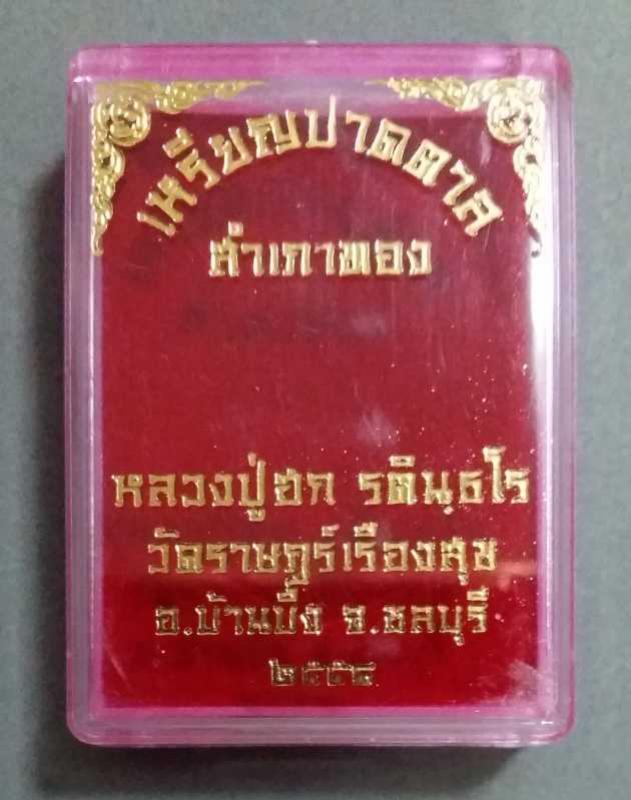 เหรียญปาดตาล
สำเภาทอง
หลวงปู่ฮก รตินฺธโร
วัดราษฎร์เรืองสุข
อ.บ้านบึง จ.ชลบุรี
๒๕๕๔